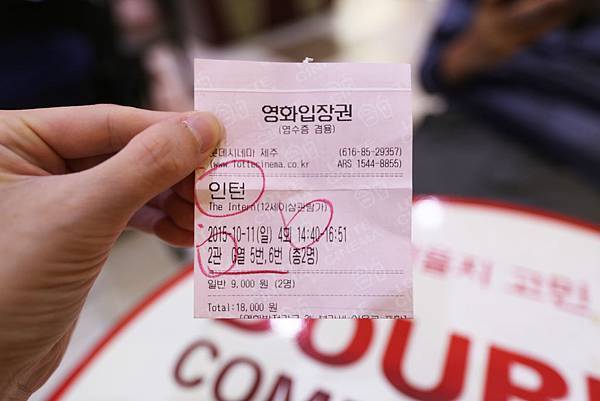 영화입장권
(영수증 겸용)
롯데시네마 제주 (616-85-29357)
(www.lottecinema.co.kr ARS 1544-8855)
인턴
The Intern(12세이상관람가)
2015-10-11(일) 4회 14:40-16:51
2관 G열 5번,6번 (총2명)
일반 9,000 원 (2명)
Total:18,000 원
고민